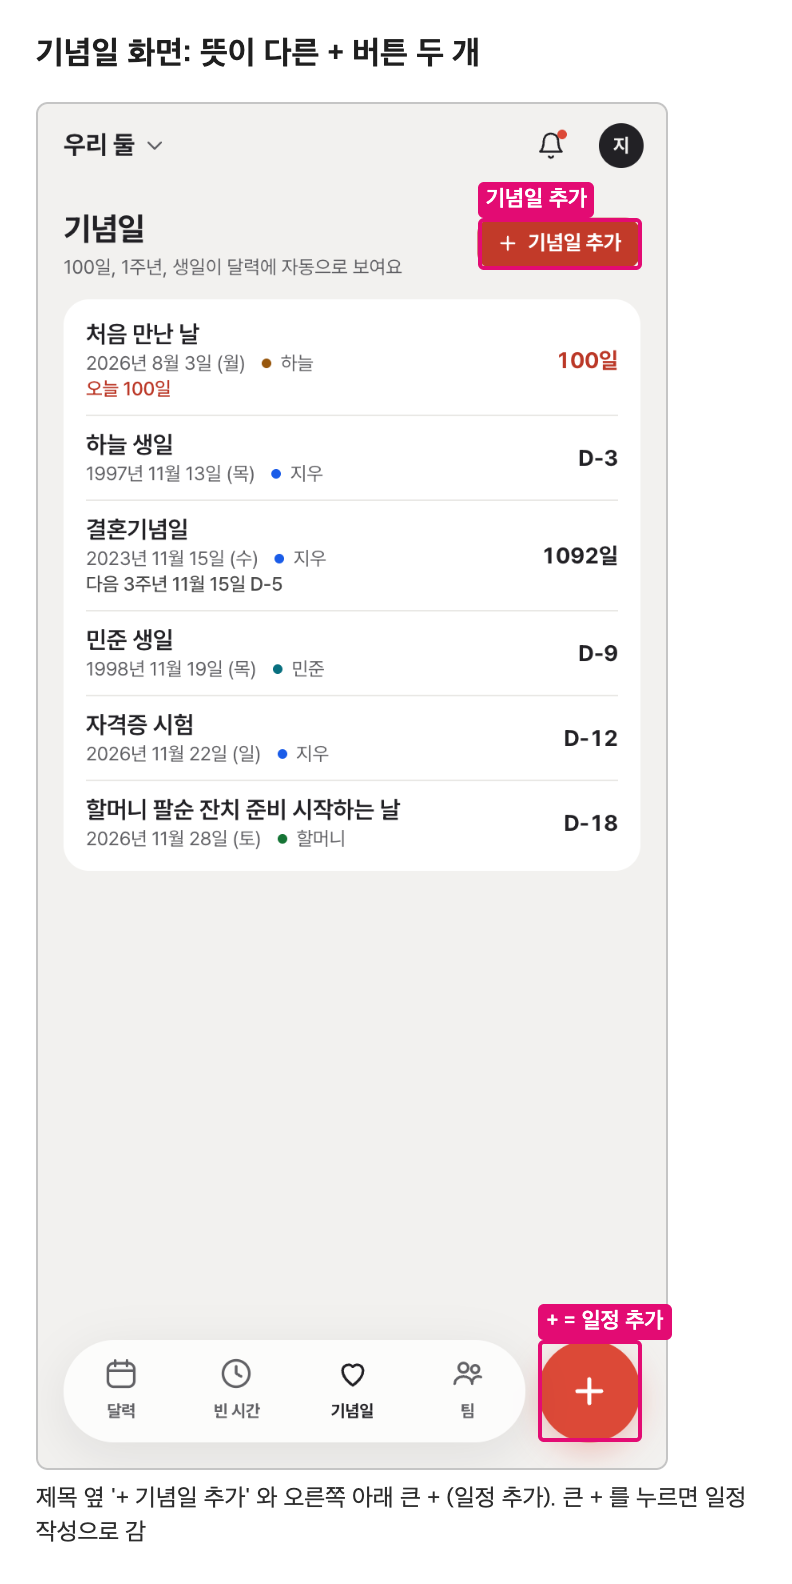 기념일 화면: 뜻이 다른 + 버튼 두 개
우리 둘
지
기념일 추가
기념일
+ 기념일 추가
100일, 1주년, 생일이 달력에 자동으로 보여요
처음 만난 날
2026년 8월 3일 (월) 하늘
100일
오늘 100일
하늘 생일
1997년 11월 13일 (목) 지우
D-3
결혼기념일
2023년 11월 15일 (수) 지우
1092일
다음 3주년 11월 15일 D-5
민준 생일
1998년 11월 19일 (목) 민준
D-9
자격증 시험
2026년 11월 22일 (일) 지우
D-12
할머니 팔순 잔치 준비 시작하는 날
2026년 11월 28일 (토) 할머니
D-18
+ = 일정 추가
+
달력 빈 시간 기념일 팀
제목 옆 '+ 기념일 추가' 와 오른쪽 아래 큰 + (일정 추가). 큰 + 를 누르면 일정
작성으로 감